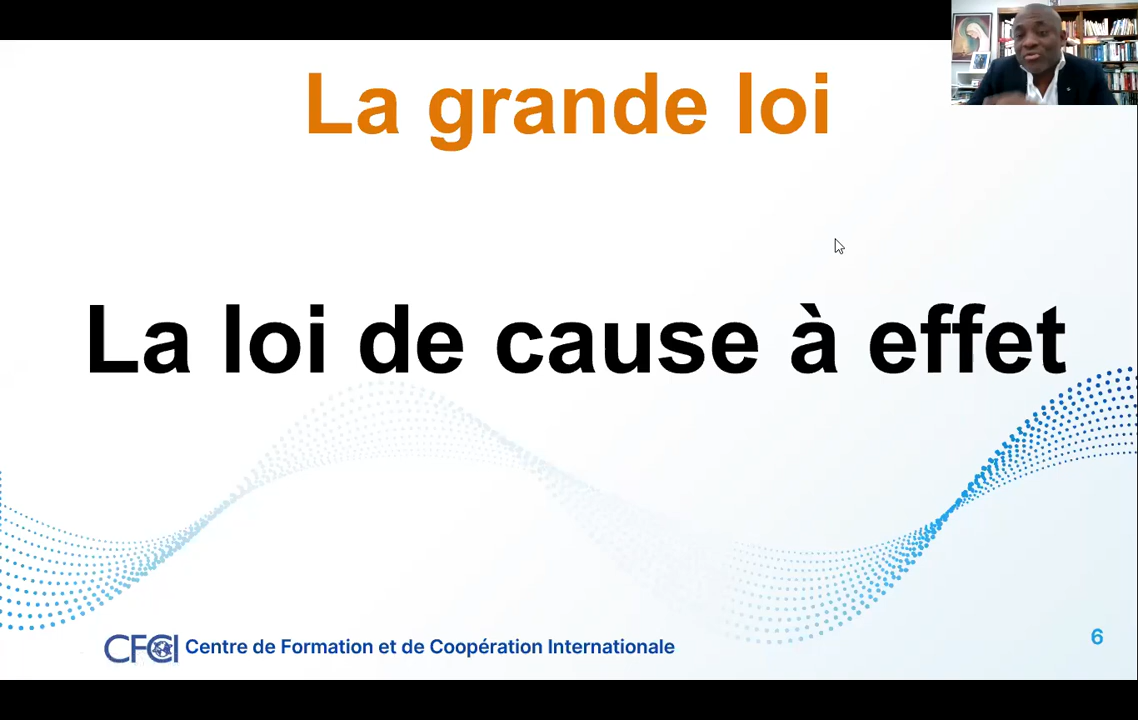 La grande loi
La loi de cause à effet
CFCI Centre de Formation et de Coopération Internationale
6